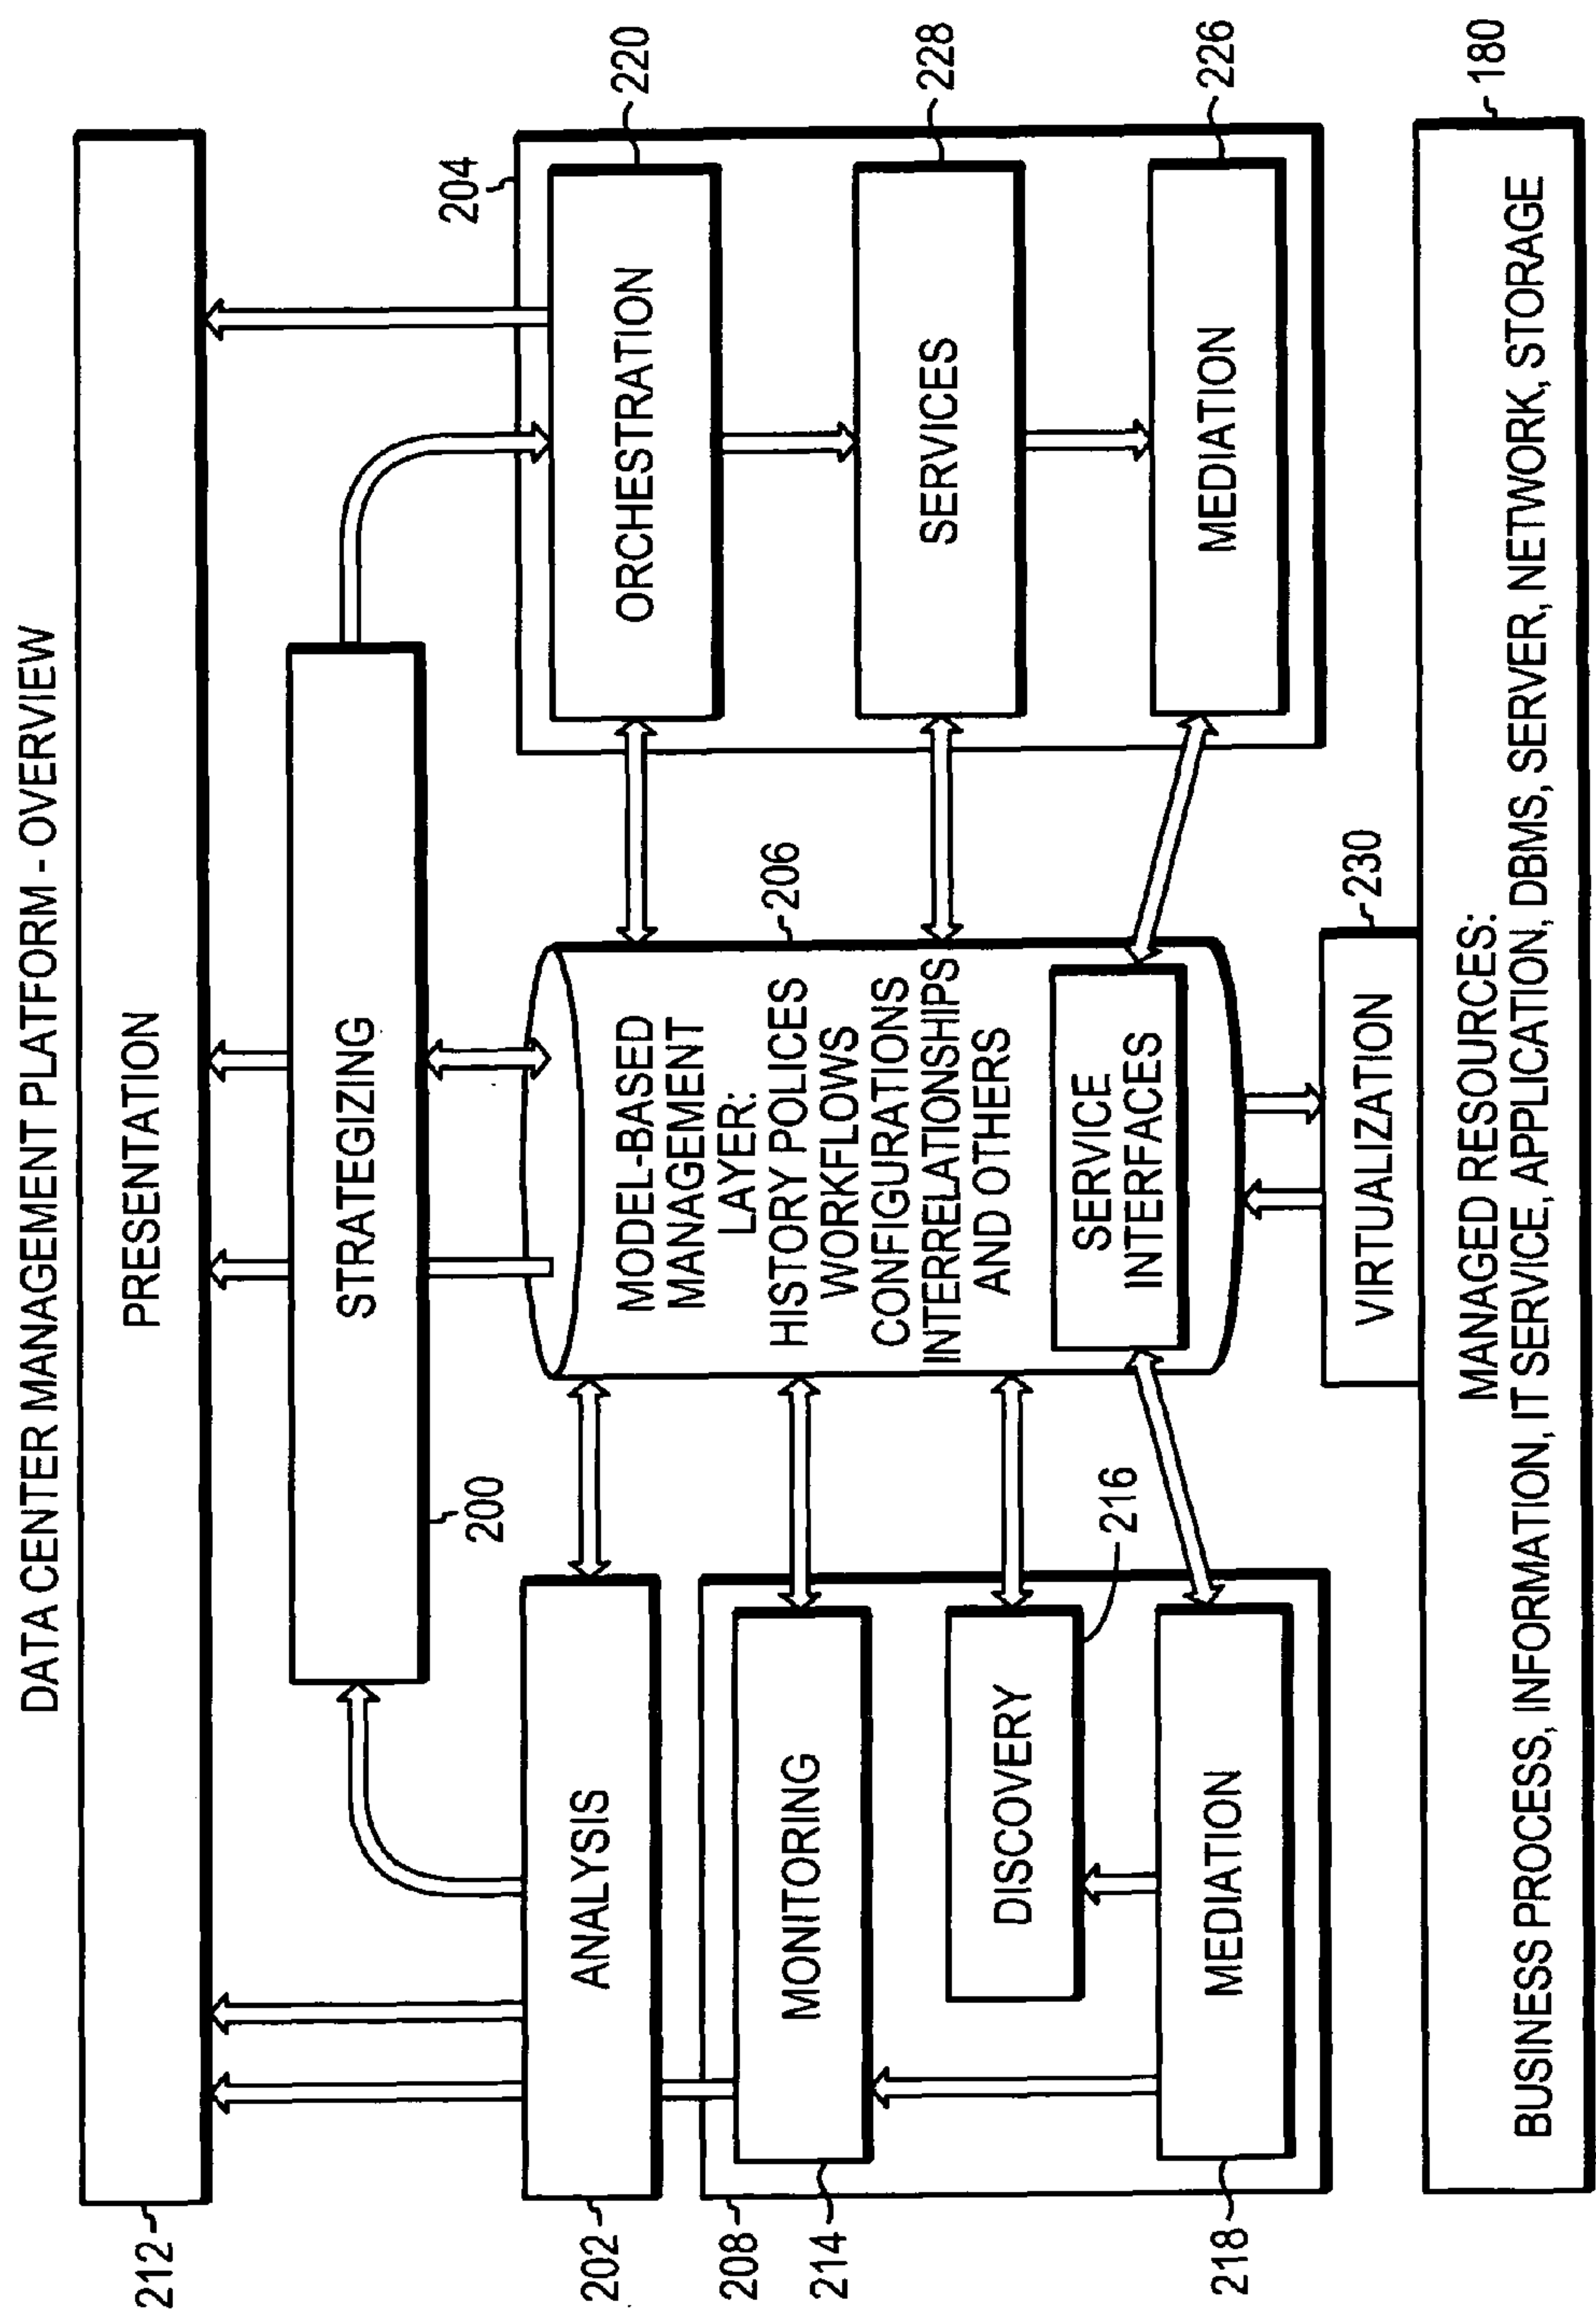 DATA CENTER MANAGEMENT PLATFORM - OVERVIEW
212
PRESENTATION
STRATEGIZING
200
204
202
ANALYSIS
208
MONITORING
214
DISCOVERY
216
MEDIATION
218
206
MODEL-BASED
MANAGEMENT
LAYER:
HISTORY POLICES
WORKFLOWS
CONFIGURATIONS
INTERRELATIONSHIPS
AND OTHERS
SERVICE
INTERFACES
ORCHESTRATION
220
SERVICES
228
MEDIATION
226
VIRTUALIZATION
230
180
MANAGED RESOURCES:
BUSINESS PROCESS, INFORMATION, IT SERVICE, APPLICATION, DBMS, SERVER, NETWORK, STORAGE